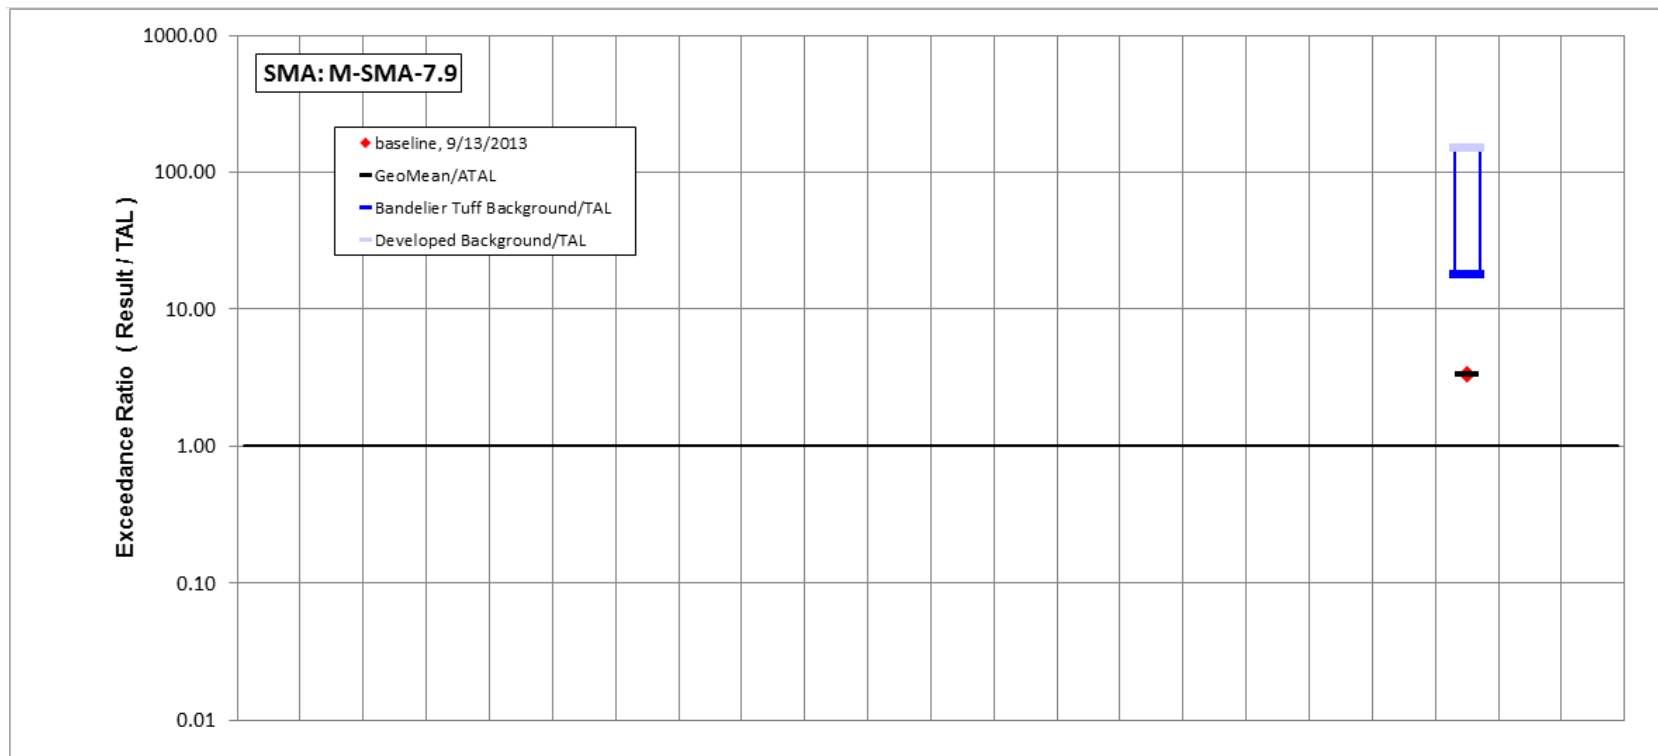 SMA: M-SMA-7.9
baseline, 9/13/2013
GeoMean/ATAL
Bandelier Tuff Background/TAL
Developed Background/TAL
Exceedance Ratio ( Result / TAL )
1000.00
100.00
10.00
1.00
0.10
0.01